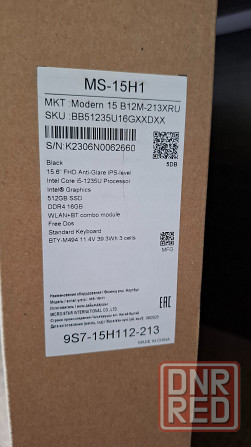 MS-15H1
MKT :Modern 15 B12M-213XRU
SKU :BB51235U16GXXDXX
S/N:K2306N0062660
Black
15.6" FHD Anti-Glare IPS-level
Intel Core i5-1235U Processor
Intel® Graphics
512GB SSD
DDR4 16GB
WLAN+BT combo module
Free Dos
Standard Keyboard
BTY-M494 11.4V 39.3Wh 3 cells
5DB
MFG
MICRO-STAR INTERNATIONAL CO., LTD
EAC
9S7-15H112-213
MADE IN CHINA
DNR
RED